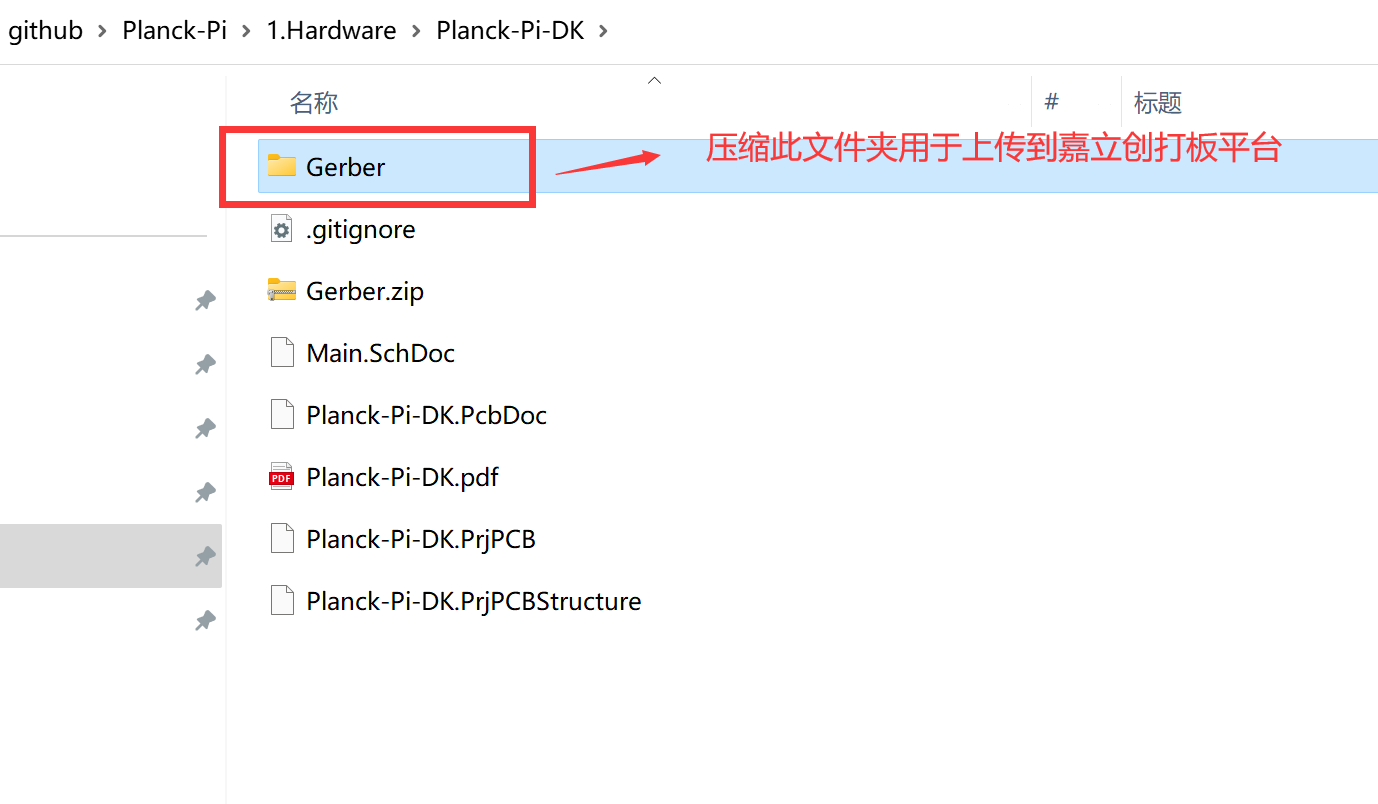 github > Planck-Pi > 1.Hardware > Planck-Pi-DK >
名称 # 标题
Gerber
压缩此文件夹用于上传到嘉立创打板平台
.gitignore
Gerber.zip
Main.SchDoc
Planck-Pi-DK.PcbDoc
PDF Planck-Pi-DK.pdf
Planck-Pi-DK.PrjPCB
Planck-Pi-DK.PrjPCBStructure